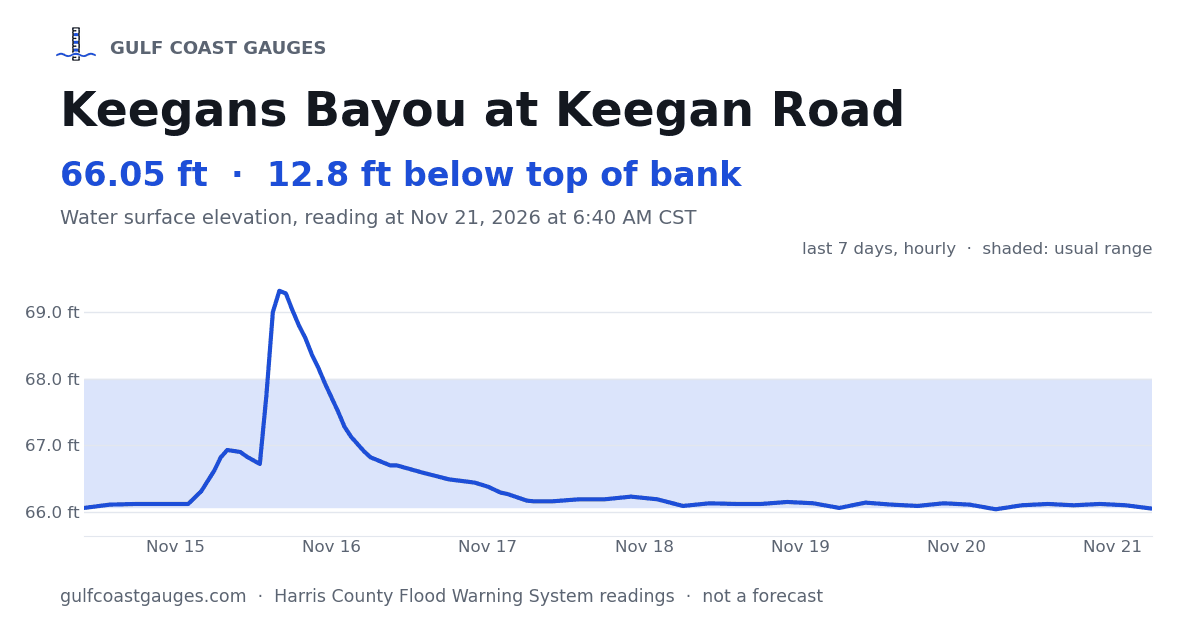 GULF COAST GAUGES
Keegans Bayou at Keegan Road
66.05 ft · 12.8 ft below top of bank
Water surface elevation, reading at Nov 21, 2026 at 6:40 AM CST
last 7 days, hourly · shaded: usual range
69.0 ft
68.0 ft
67.0 ft
66.0 ft
Nov 15 Nov 16 Nov 17 Nov 18 Nov 19 Nov 20 Nov 21
gulfcoastgauges.com · Harris County Flood Warning System readings · not a forecast